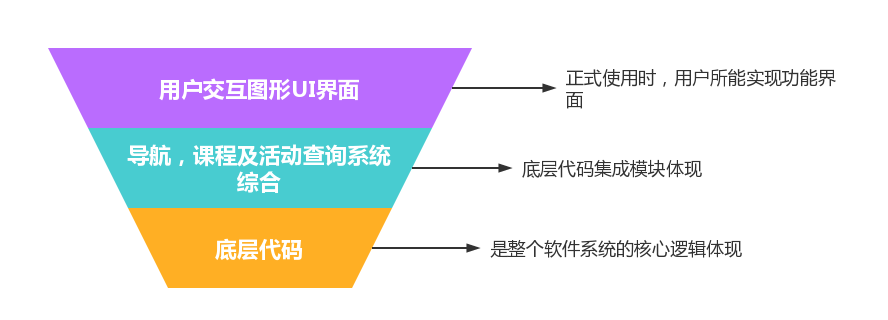 用户交互图形UI界面
正式使用时，用户所能实现功能界
面
导航，课程及活动查询系统
综合
底层代码集成模块体现
底层代码
是整个软件系统的核心逻辑体现